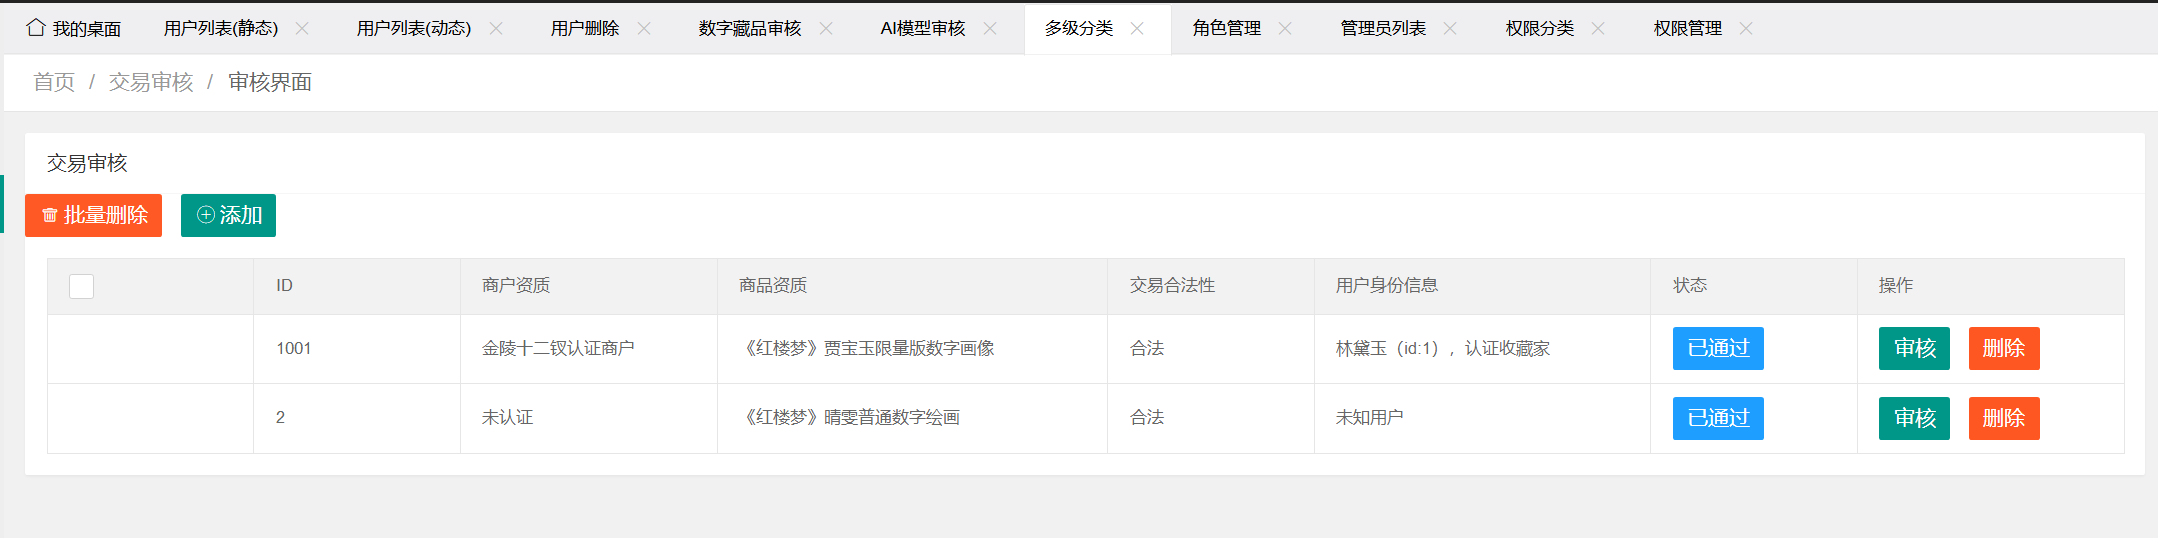 我的桌面 用户列表(静态) 用户列表(动态) 用户删除 数字藏品审核 AI模型审核 多级分类 角色管理 管理员列表 权限分类 权限管理
首页 / 交易审核 / 审核界面
交易审核
批量删除 添加
ID 商户资质 商品资质 交易合法性 用户身份信息 状态 操作
1001 金陵十二钗认证商户 《红楼梦》贾宝玉限量版数字画像 合法 林黛玉（id:1），认证收藏家 已通过 审核 删除
2 未认证 《红楼梦》晴雯普通数字绘画 合法 未知用户 已通过 审核 删除